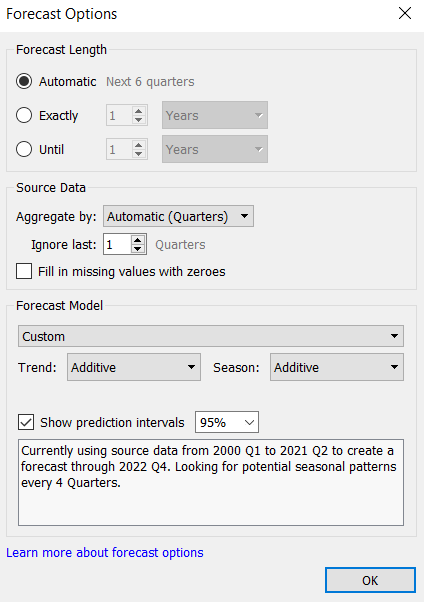 Forecast Options
Forecast Length
Automatic Next 6 quarters
Exactly 1 Years
Until 1 Years
Source Data
Aggregate by: Automatic (Quarters)
Ignore last: 1 Quarters
Fill in missing values with zeroes
Forecast Model
Custom
Trend: Additive Season: Additive
Show prediction intervals 95%
Currently using source data from 2000 Q1 to 2021 Q2 to create a
forecast through 2022 Q4. Looking for potential seasonal patterns
every 4 Quarters.
Learn more about forecast options
OK